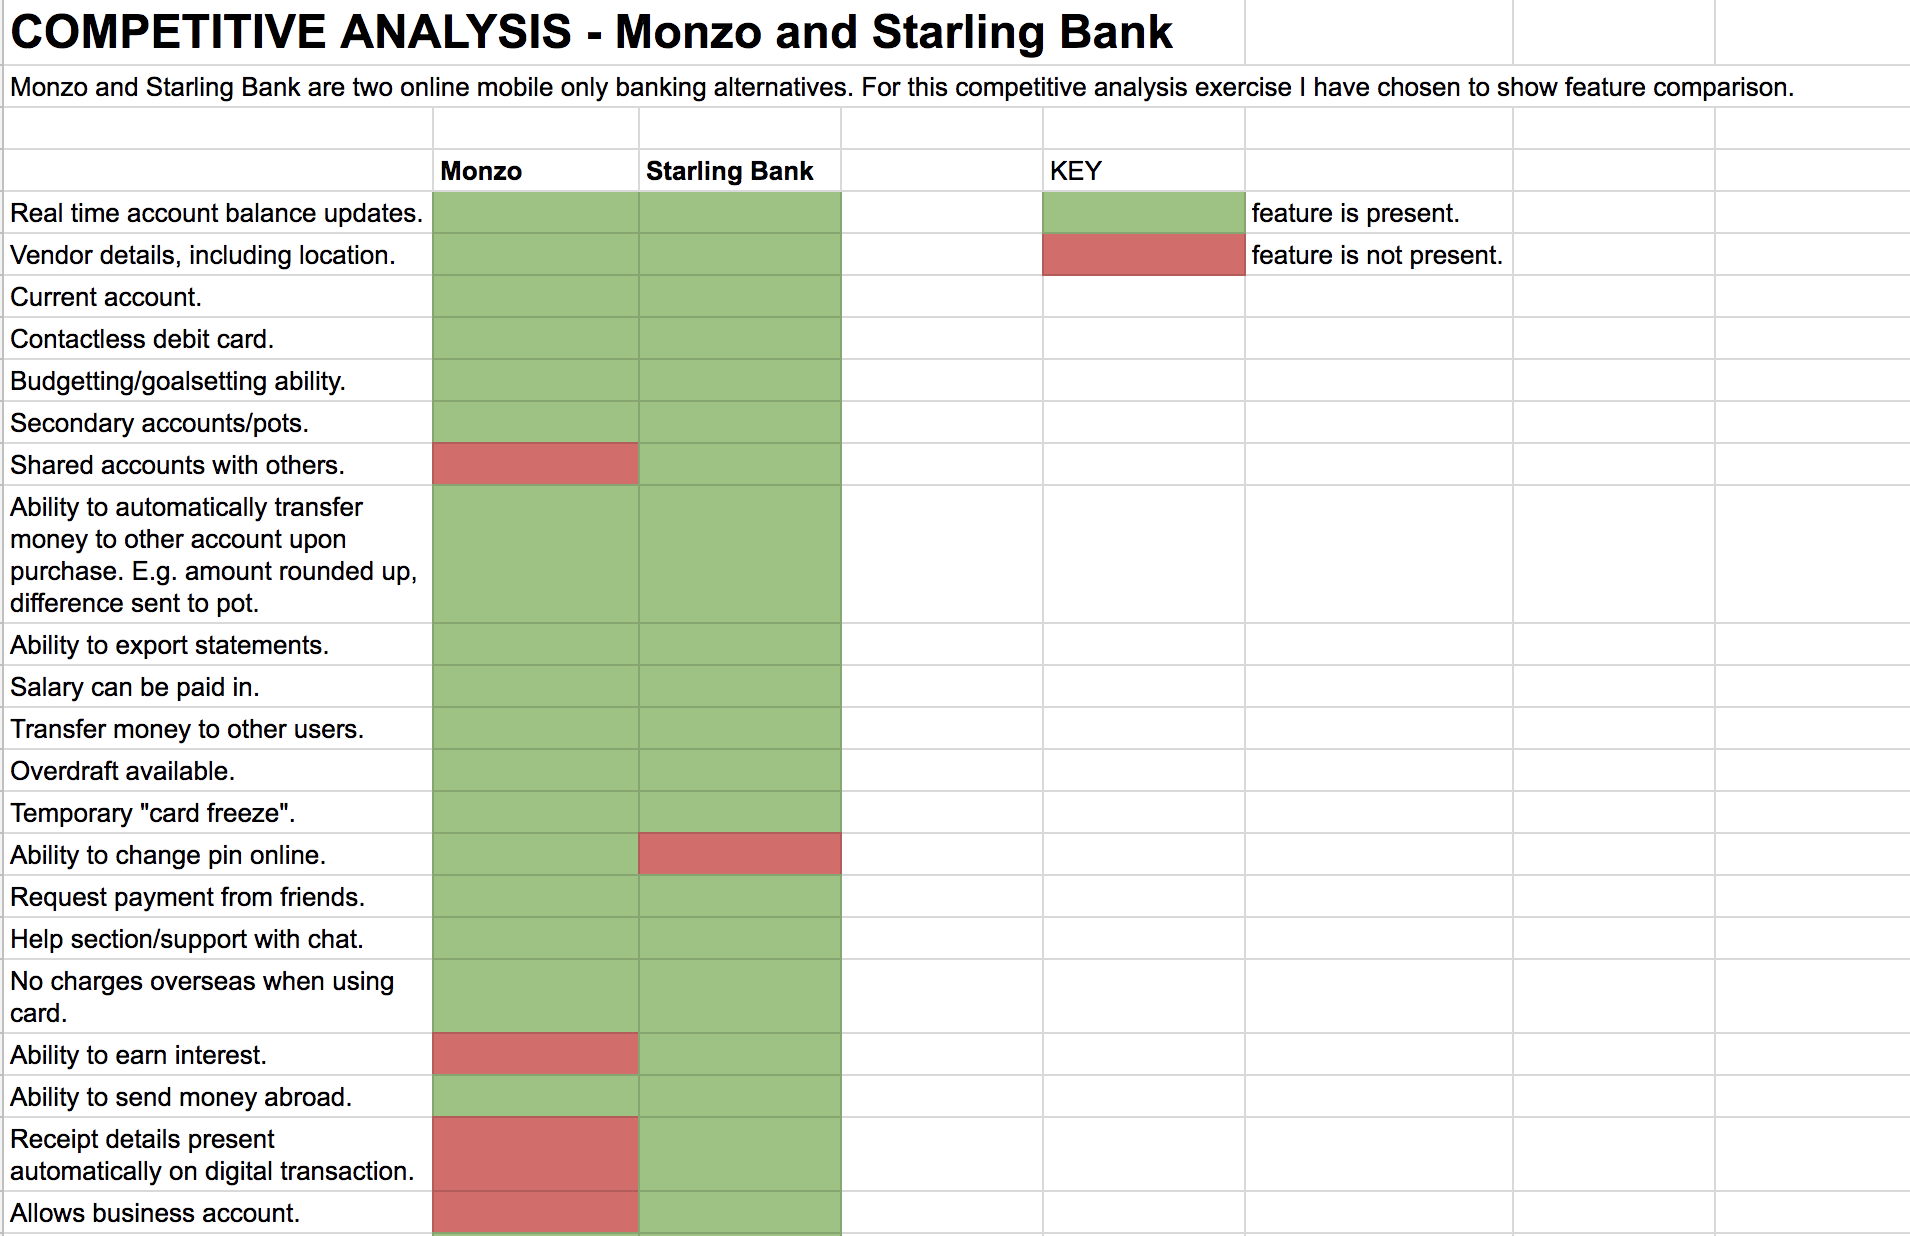 COMPETITIVE ANALYSIS - Monzo and Starling Bank
Monzo and Starling Bank are two online mobile only banking alternatives. For this competitive analysis exercise I have chosen to show feature comparison.
Monzo Starling Bank KEY
Real time account balance updates. feature is present.
Vendor details, including location. feature is not present.
Current account.
Contactless debit card.
Budgetting/goalsetting ability.
Secondary accounts/pots.
Shared accounts with others.
Ability to automatically transfer
money to other account upon
purchase. E.g. amount rounded up,
difference sent to pot.
Ability to export statements.
Salary can be paid in.
Transfer money to other users.
Overdraft available.
Temporary "card freeze".
Ability to change pin online.
Request payment from friends.
Help section/support with chat.
No charges overseas when using
card.
Ability to earn interest.
Ability to send money abroad.
Receipt details present
automatically on digital transaction.
Allows business account.